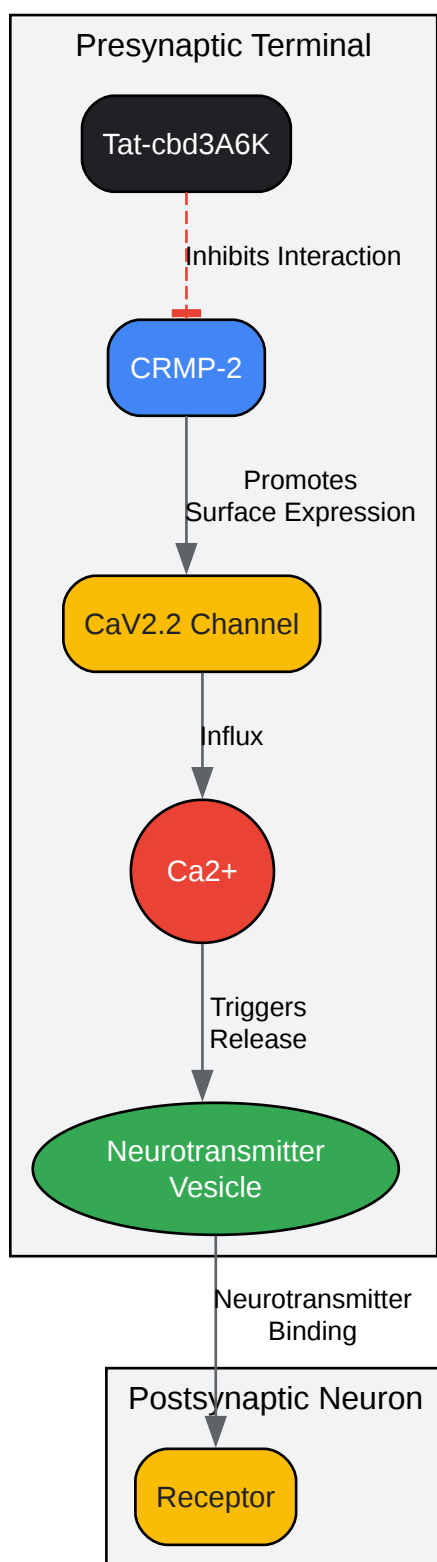 Presynaptic Terminal
Tat-cbd3A6K
Inhibits Interaction
CRMP-2
Promotes
Surface Expression
CaV2.2 Channel
Influx
Ca2+
Triggers
Release
Neurotransmitter
Vesicle
Neurotransmitter
Binding
Postsynaptic Neuron
Receptor